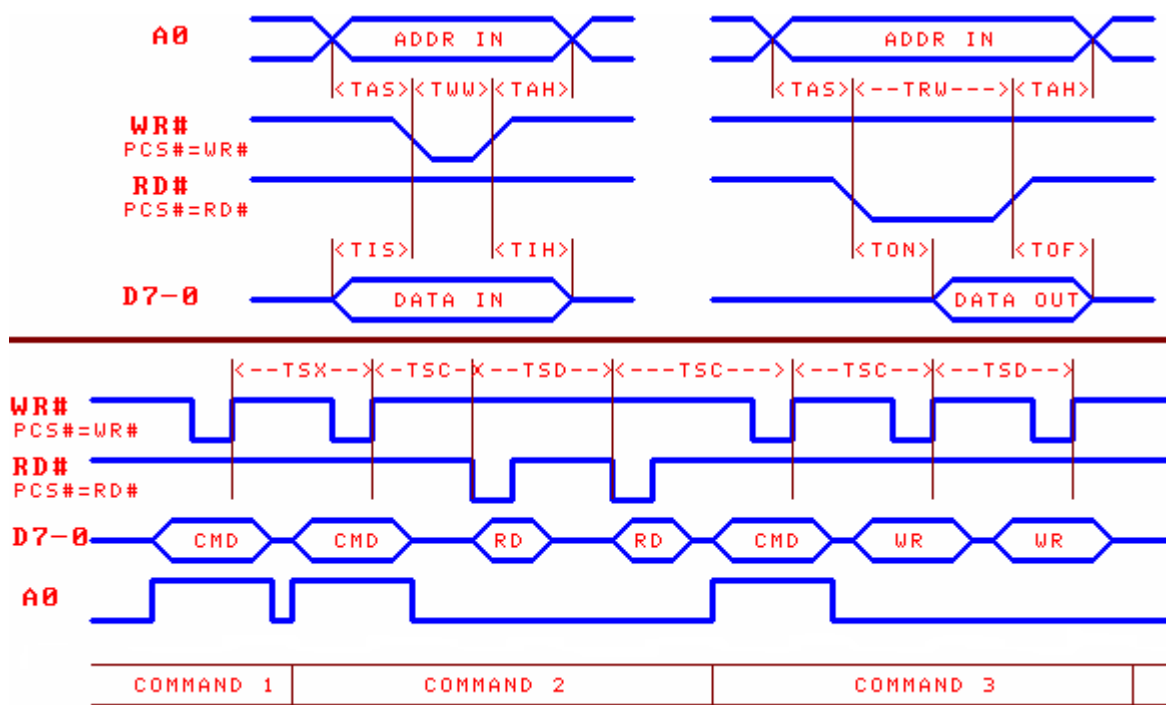 A0 ADDR IN ADDR IN
<TAS><TWW><TAH> <TAS><--TRW---><TAH>
WR#
PCS#=WR#
RD#
PCS#=RD#
<TIS> <TIH> <TON> <TOF>
D7-0 DATA IN DATA OUT
<--TSX--><-TSC-X--TSD--><---TSC---><--TSC--><--TSD-->
WR#
PCS#=WR#
RD#
PCS#=RD#
D7-0 CMD CMD RD RD CMD WR WR
A0
COMMAND 1 COMMAND 2 COMMAND 3